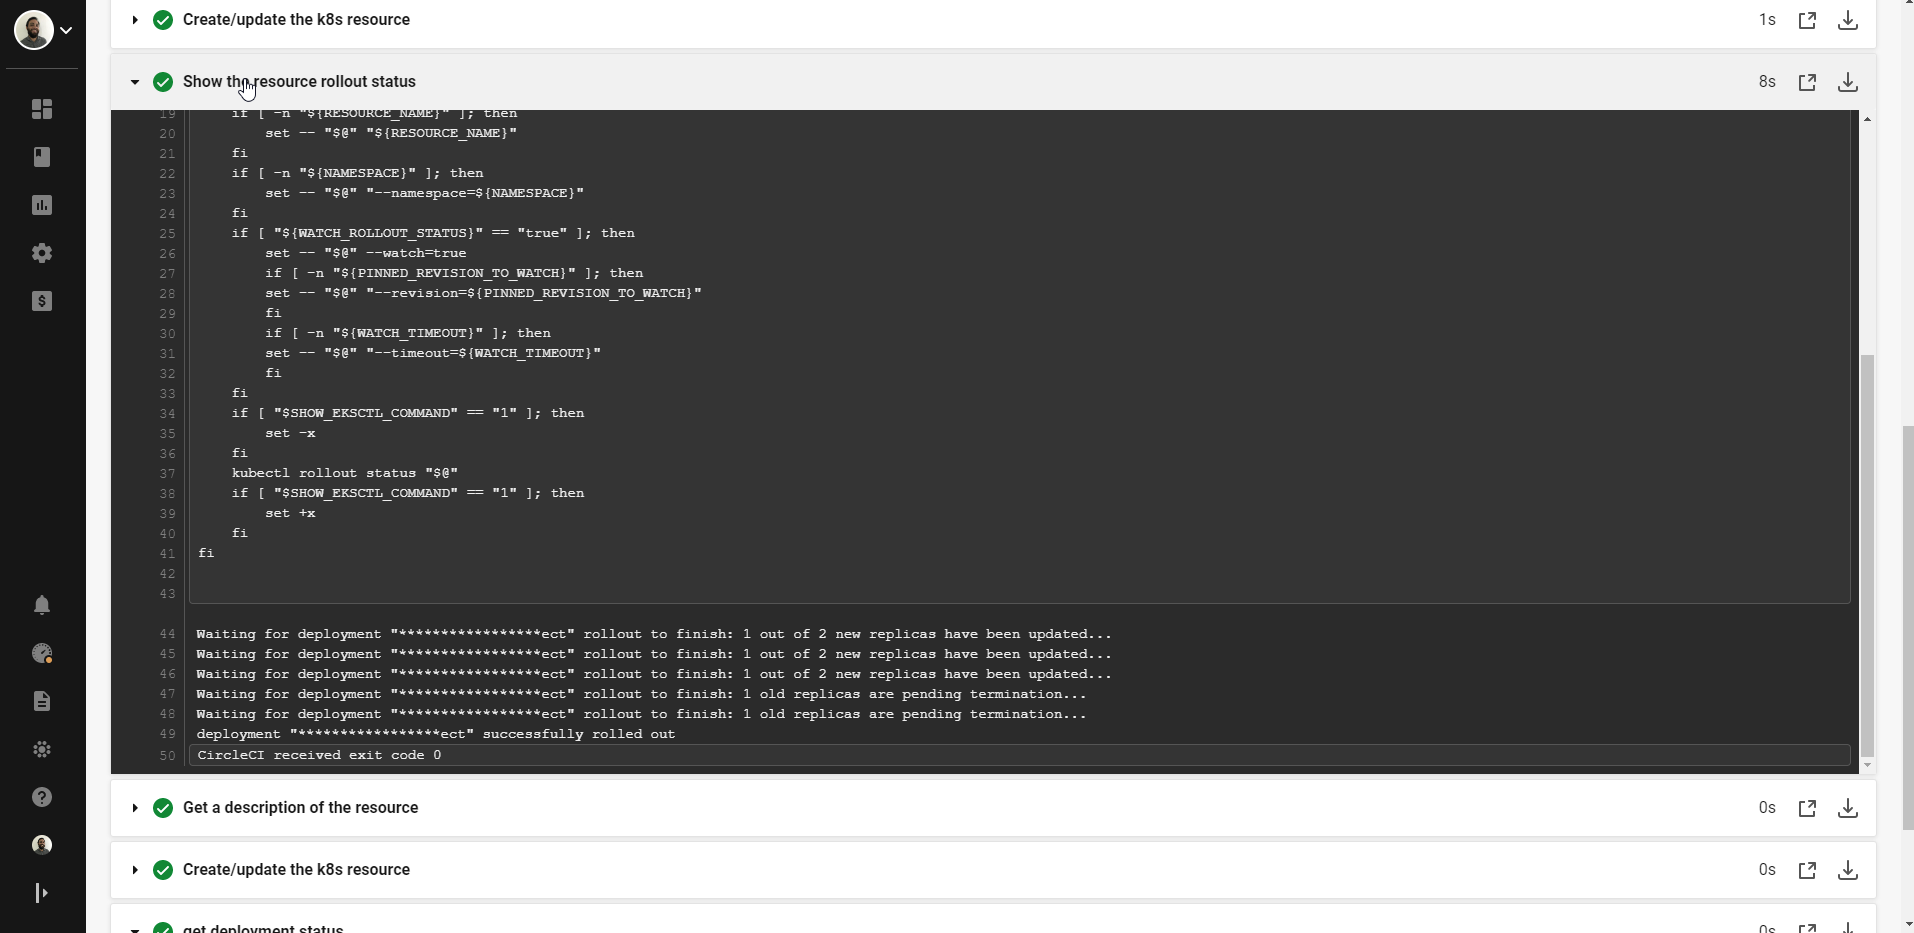 Create/update the k8s resource 1s
Show the resource rollout status 8s
19 if [ -n "${RESOURCE_NAME}" ]; then
20 set -- "$@" "${RESOURCE_NAME}"
21 fi
22 if [ -n "${NAMESPACE}" ]; then
23 set -- "$@" "--namespace=${NAMESPACE}"
24 fi
25 if [ "${WATCH_ROLLOUT_STATUS}" == "true" ]; then
26 set -- "$@" --watch=true
27 if [ -n "${PINNED_REVISION_TO_WATCH}" ]; then
28 set -- "$@" "--revision=${PINNED_REVISION_TO_WATCH}"
29 fi
30 if [ -n "${WATCH_TIMEOUT}" ]; then
31 set -- "$@" "--timeout=${WATCH_TIMEOUT}"
32 fi
33 fi
34 if [ "$SHOW_EKSCTL_COMMAND" == "1" ]; then
35 set -x
36 fi
37 kubectl rollout status "$@"
38 if [ "$SHOW_EKSCTL_COMMAND" == "1" ]; then
39 set +x
40 fi
41 fi
42
43
44 Waiting for deployment "*****************ect" rollout to finish: 1 out of 2 new replicas have been updated...
45 Waiting for deployment "*****************ect" rollout to finish: 1 out of 2 new replicas have been updated...
46 Waiting for deployment "*****************ect" rollout to finish: 1 out of 2 new replicas have been updated...
47 Waiting for deployment "*****************ect" rollout to finish: 1 old replicas are pending termination...
48 Waiting for deployment "*****************ect" rollout to finish: 1 old replicas are pending termination...
49 deployment "*****************ect" successfully rolled out
50 CircleCI received exit code 0
Get a description of the resource 0s
Create/update the k8s resource 0s
get deployment status 0s